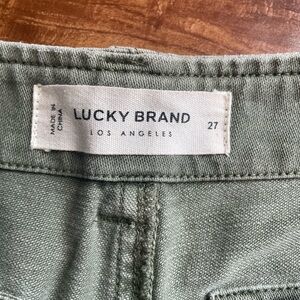 MADE IN
CHINA
LUCKY BRAND
LOS ANGELES
27